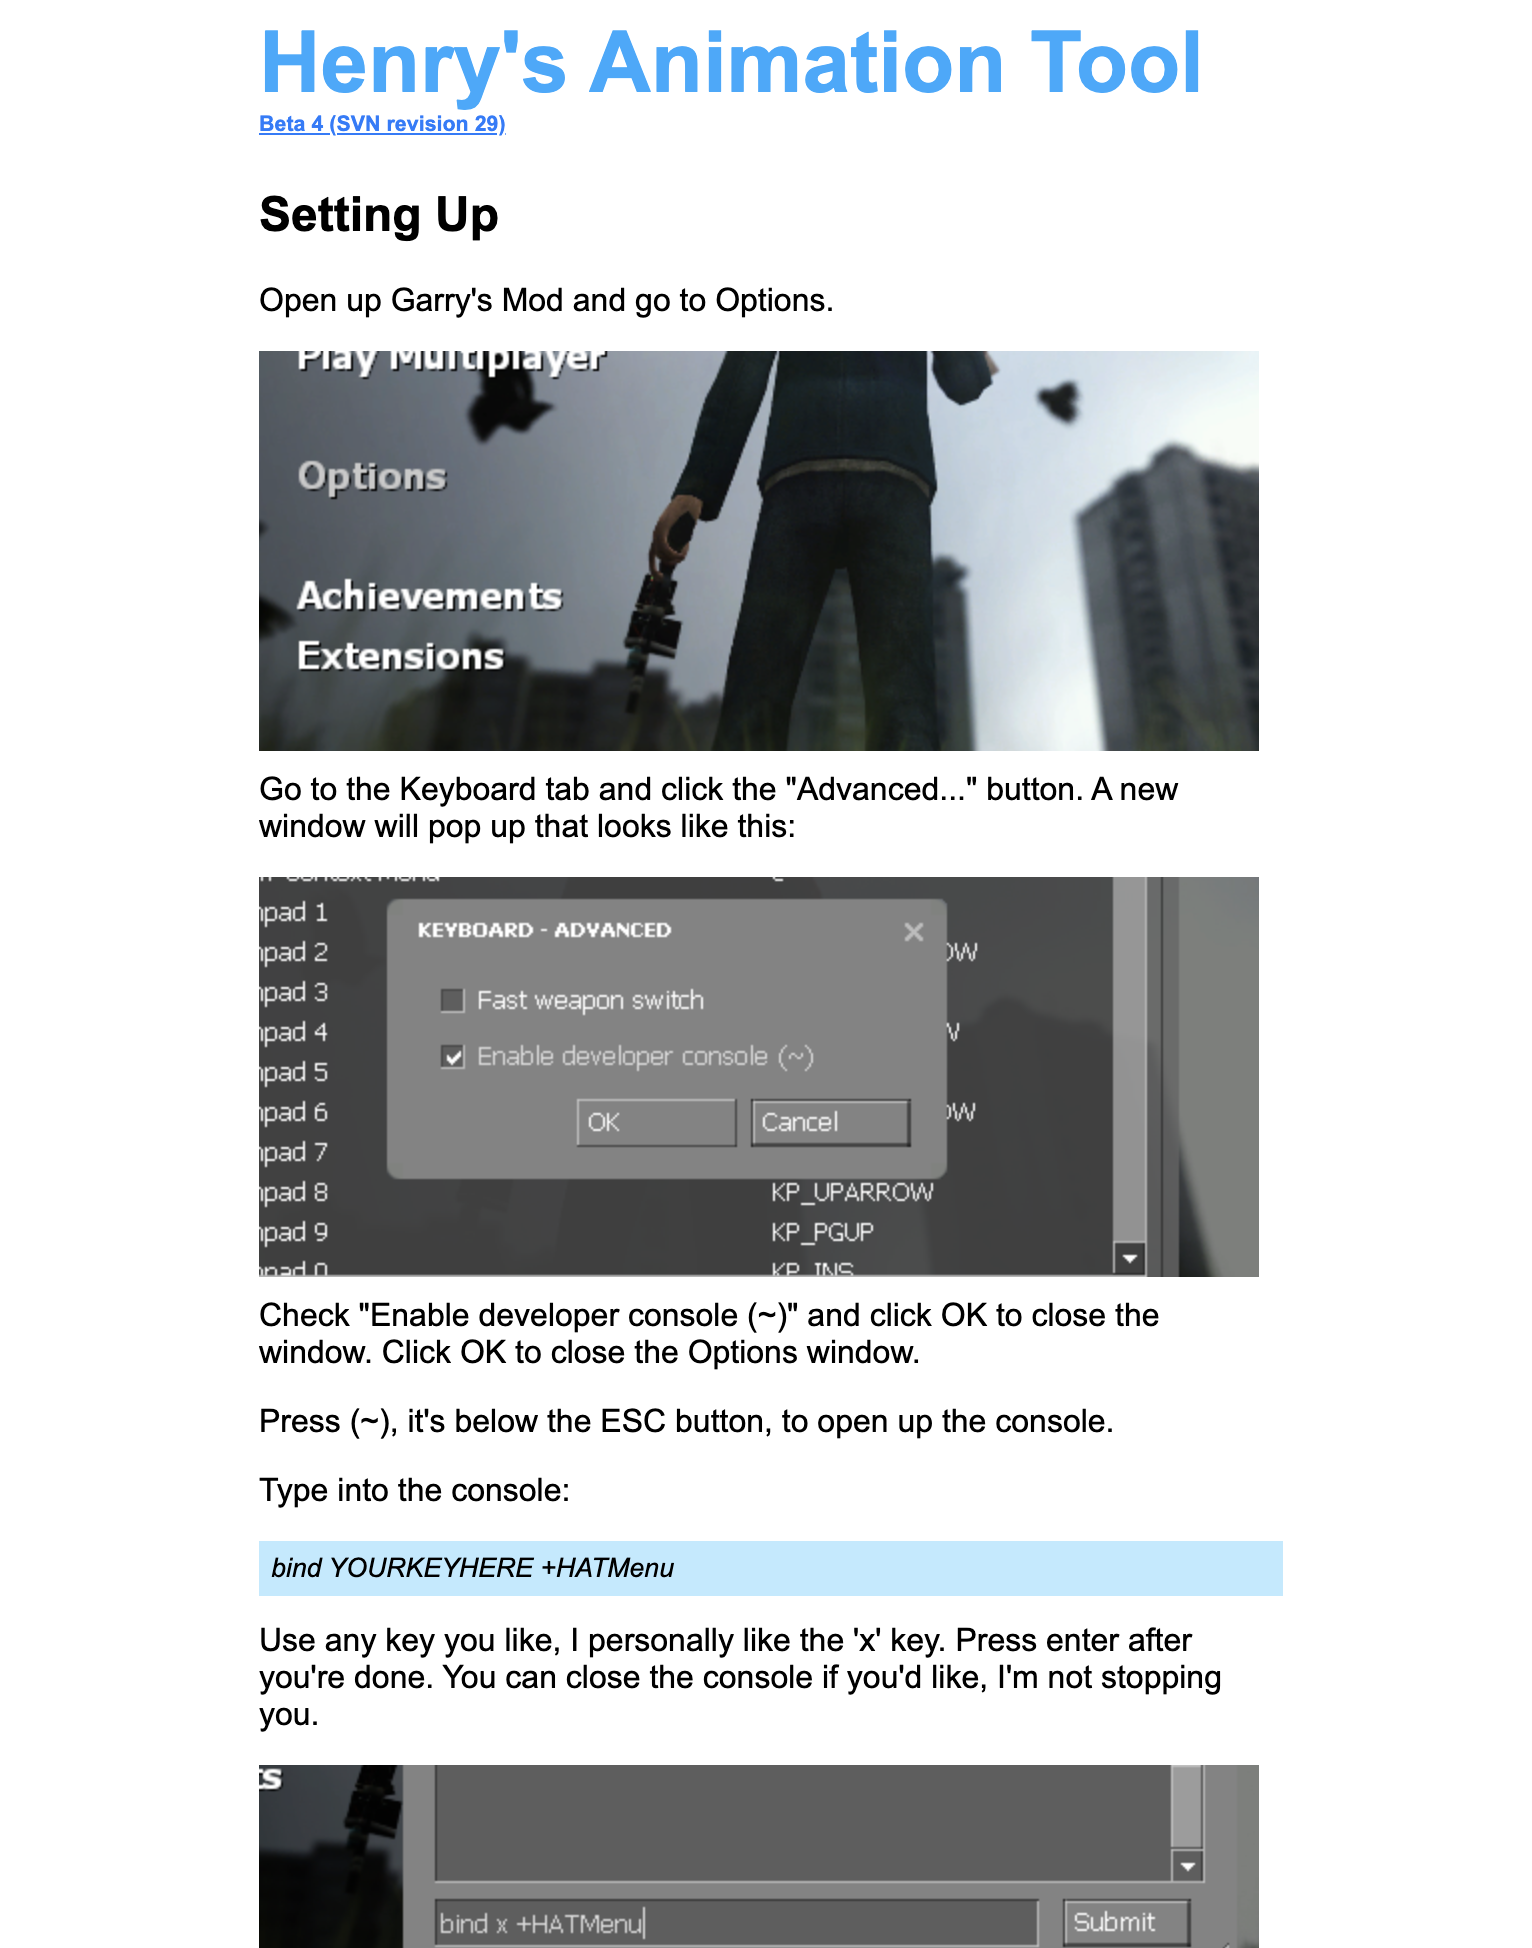 Henry's Animation Tool
Beta 4 (SVN revision 29)
Setting Up
Open up Garry's Mod and go to Options.
Play Multiplayer
Options
Achievements
Extensions
Go to the Keyboard tab and click the "Advanced..." button. A new
window will pop up that looks like this:
Context Menu
npad 1
KEYBOARD - ADVANCED
npad 2
OW
npad 3
Fast weapon switch
npad 4
W
npad 5
Enable developer console (~)
npad 6
OW
OK
Cancel
npad 7
npad 8 KP_UPARROW
npad 9 KP_PGUP
npad 0 KP_INS
Check "Enable developer console (~)" and click OK to close the
window. Click OK to close the Options window.
Press (~), it's below the ESC button, to open up the console.
Type into the console:
bind YOURKEYHERE +HATMenu
Use any key you like, I personally like the 'x' key. Press enter after
you're done. You can close the console if you'd like, I'm not stopping
you.
ts
bind x +HATMenu
Submit